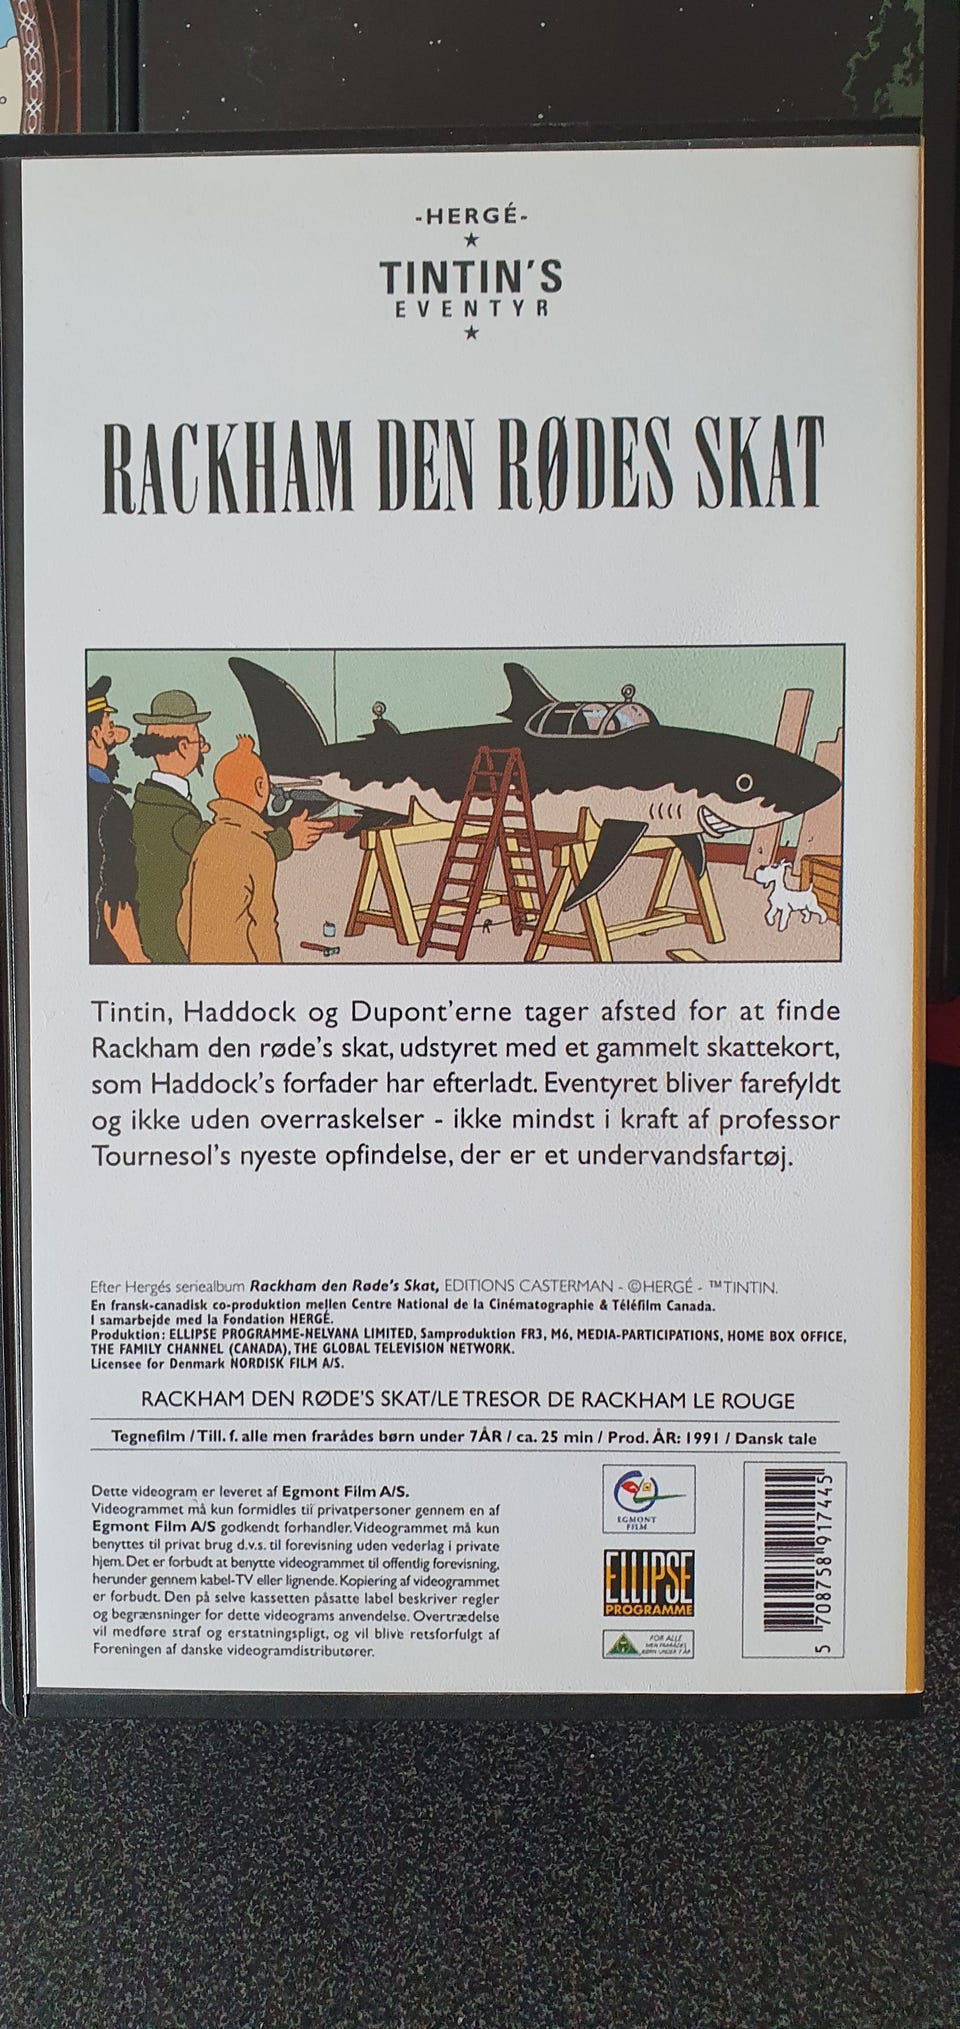 -HERGÉ-
TINTIN'S
EVENTYR
RACKHAM DEN RØDES SKAT
Tintin, Haddock og Dupont'erne tager afsted for at finde
Rackham den røde's skat, udstyret med et gammelt skattekort,
som Haddock's forfader har efterladt. Eventyret bliver farefyldt
og ikke uden overraskelser - ikke mindst i kraft af professor
Tournesol's nyeste opfindelse, der er et undervandsfartøj.
Efter Hergés seriealbum Rackham den Røde's Skat, EDITIONS CASTERMAN - ©HERGÉ - ™TINTIN.
En fransk-canadisk co-produktion mellen Centre National de la Cinématographie & Téléfilm Canada.
I samarbejde med la Fondation HERGÉ.
Produktion: ELLIPSE PROGRAMME-NELVANA LIMITED, Samproduktion FR3, M6, MEDIA-PARTICIPATIONS, HOME BOX OFFICE,
THE FAMILY CHANNEL (CANADA), THE GLOBAL TELEVISION NETWORK.
Licensee for Denmark NORDISK FILM A/S.
RACKHAM DEN RØDE'S SKAT/LE TRESOR DE RACKHAM LE ROUGE
Tegnefilm / Till. f. alle men frarådes børn under 7ÅR / ca. 25 min / Prod. ÅR: 1991 / Dansk tale
Dette videogram er leveret af Egmont Film A/S.
Videogrammet må kun formidles til privatpersoner gennem en af
Egmont Film A/S godkendt forhandler. Videogrammet må kun
benyttes til privat brug d.v.s. til forevisning uden vederlag i private
hjem. Det er forbudt at benytte videogrammet til offentlig forevisning,
herunder gennem kabel-TV eller lignende. Kopiering af videogrammet
er forbudt. Den på selve kassetten påsatte label beskriver regler
og begrænsninger for dette videograms anvendelse. Overtrædelse
vil medføre straf og erstatningspligt, og vil blive retsforfulgt af
Foreningen af danske videogramdistributører.
EGMONT
FILM
ELLIPSE
PROGRAMME
FOR ALLE
MEN FRARÅDES
BØRN UNDER 7 ÅR
5 708758 917445